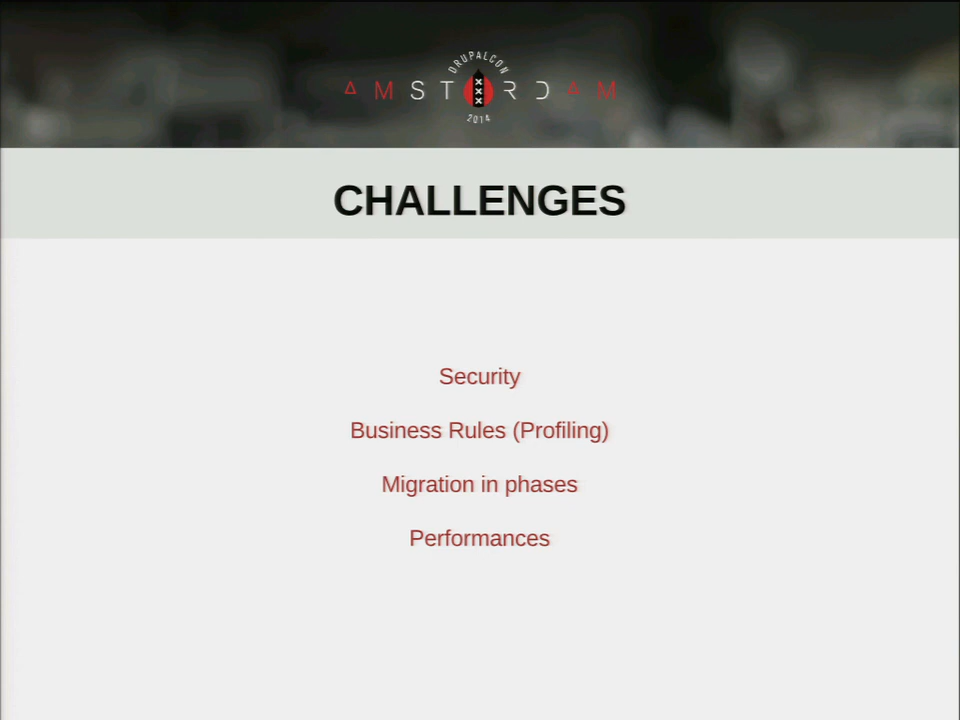 DRUPALCON
AMSTERDAM
2014
CHALLENGES
Security
Business Rules (Profiling)
Migration in phases
Performances